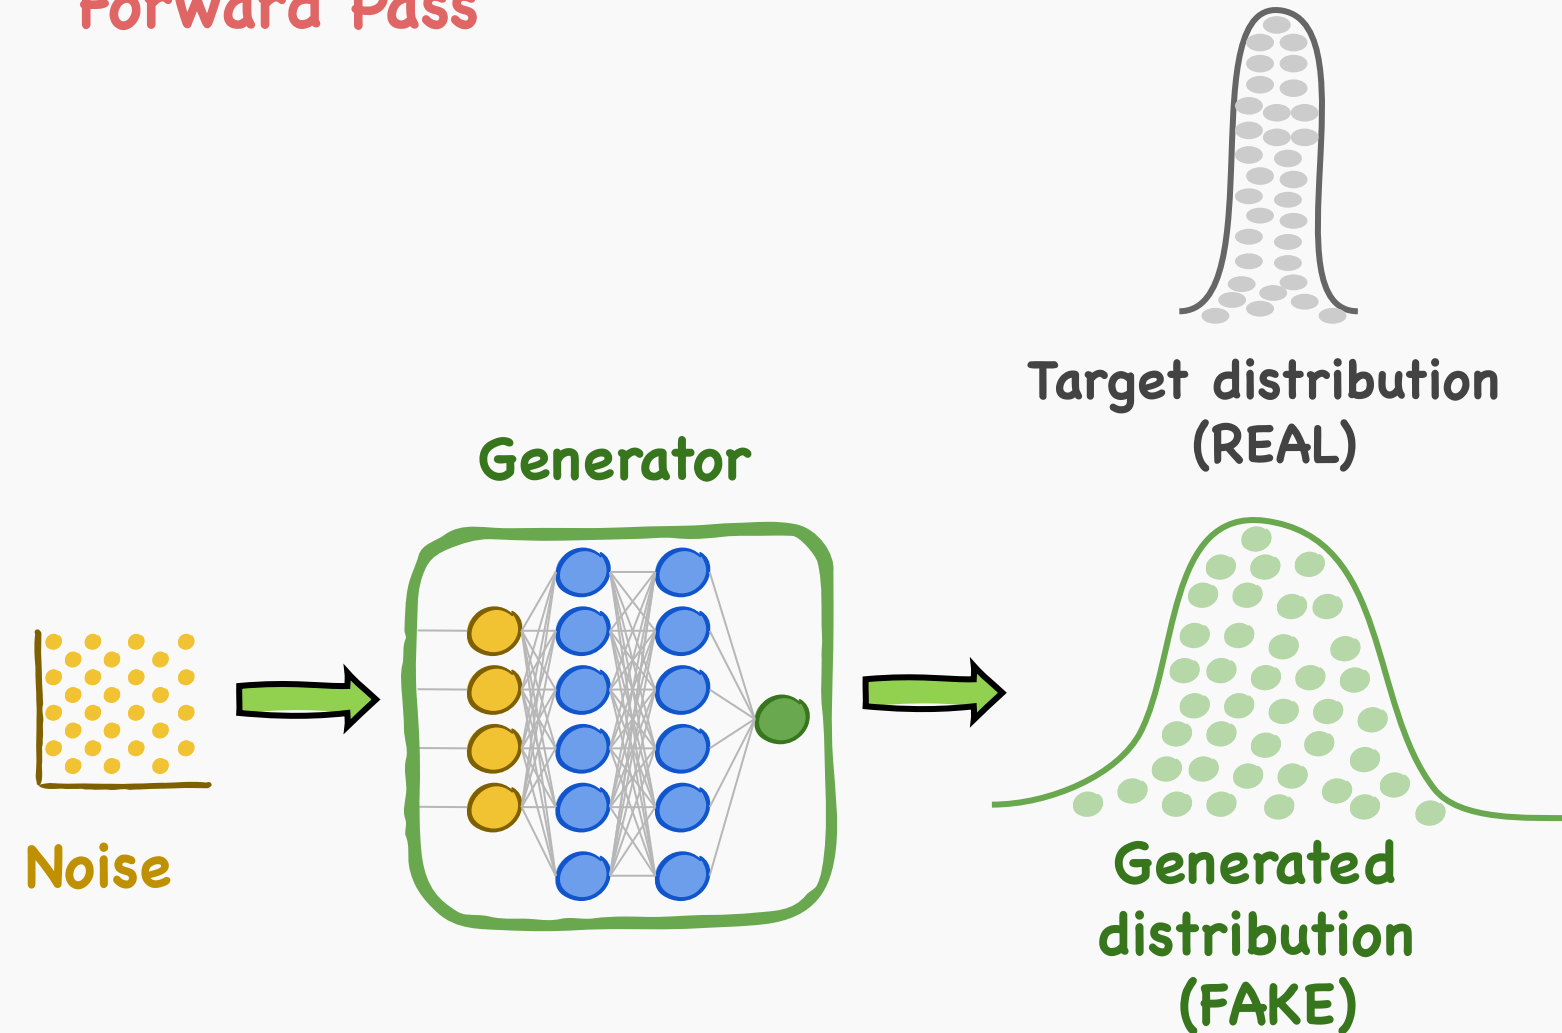 Forward Pass
Target distribution
(REAL)
Generator
Noise
Generated
distribution
(FAKE)